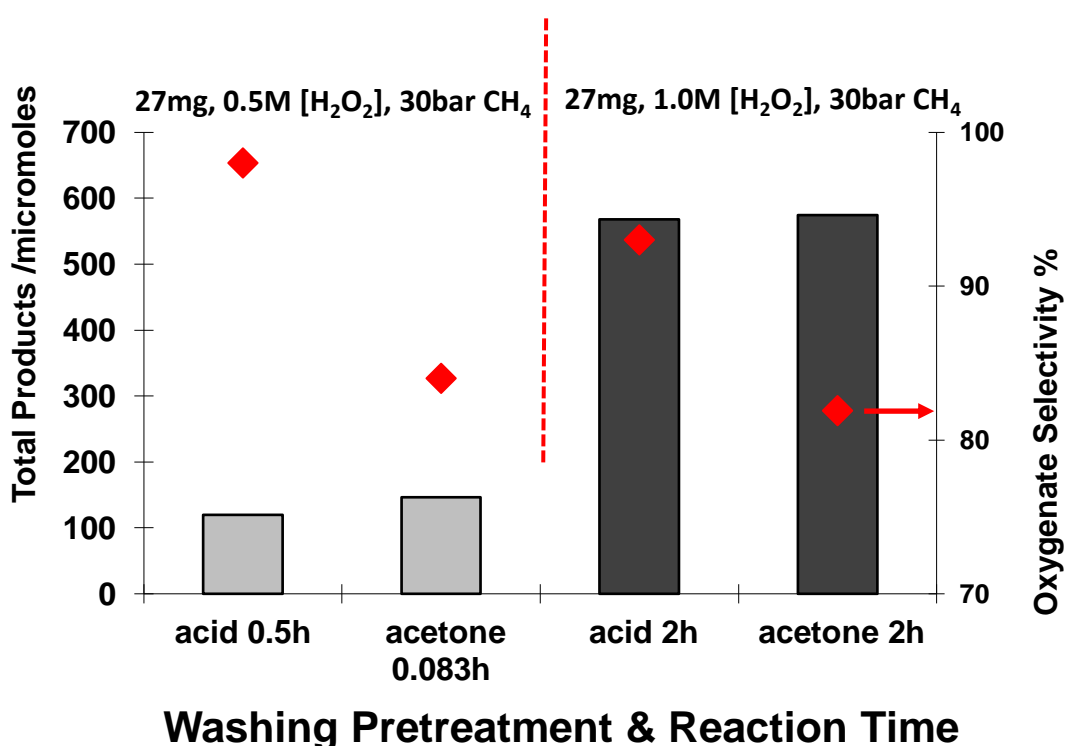 27mg, 0.5M [H₂O₂], 30bar CH₄
27mg, 1.0M [H₂O₂], 30bar CH₄
Total Products /micromoles
700
600
500
400
300
200
100
0
100
90
80
70
Oxygenate Selectivity %
acid 0.5h
acetone
0.083h
acid 2h
acetone 2h
Washing Pretreatment & Reaction Time